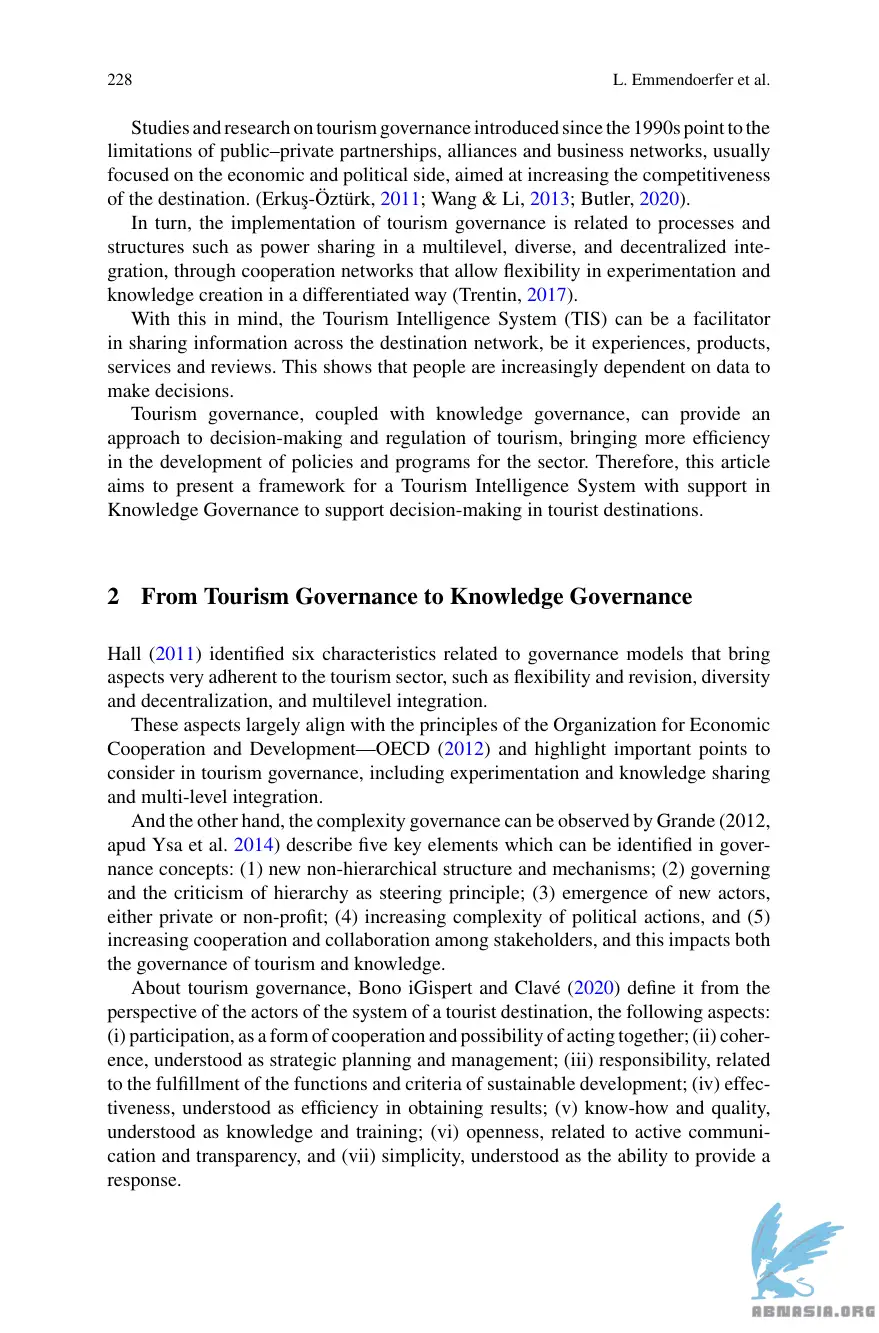 228 L. Emmendoerfer et al.
Studies and research on tourism governance introduced since the 1990s point to the
limitations of public–private partnerships, alliances and business networks, usually
focused on the economic and political side, aimed at increasing the competitiveness
of the destination. (Erkuş-Öztürk, 2011; Wang & Li, 2013; Butler, 2020).
In turn, the implementation of tourism governance is related to processes and
structures such as power sharing in a multilevel, diverse, and decentralized inte-
gration, through cooperation networks that allow flexibility in experimentation and
knowledge creation in a differentiated way (Trentin, 2017).
With this in mind, the Tourism Intelligence System (TIS) can be a facilitator
in sharing information across the destination network, be it experiences, products,
services and reviews. This shows that people are increasingly dependent on data to
make decisions.
Tourism governance, coupled with knowledge governance, can provide an
approach to decision-making and regulation of tourism, bringing more efficiency
in the development of policies and programs for the sector. Therefore, this article
aims to present a framework for a Tourism Intelligence System with support in
Knowledge Governance to support decision-making in tourist destinations.
2 From Tourism Governance to Knowledge Governance
Hall (2011) identified six characteristics related to governance models that bring
aspects very adherent to the tourism sector, such as flexibility and revision, diversity
and decentralization, and multilevel integration.
These aspects largely align with the principles of the Organization for Economic
Cooperation and Development—OECD (2012) and highlight important points to
consider in tourism governance, including experimentation and knowledge sharing
and multi-level integration.
And the other hand, the complexity governance can be observed by Grande (2012,
apud Ysa et al. 2014) describe five key elements which can be identified in gover-
nance concepts: (1) new non-hierarchical structure and mechanisms; (2) governing
and the criticism of hierarchy as steering principle; (3) emergence of new actors,
either private or non-profit; (4) increasing complexity of political actions, and (5)
increasing cooperation and collaboration among stakeholders, and this impacts both
the governance of tourism and knowledge.
About tourism governance, Bono iGispert and Clavé (2020) define it from the
perspective of the actors of the system of a tourist destination, the following aspects:
(i) participation, as a form of cooperation and possibility of acting together; (ii) coher-
ence, understood as strategic planning and management; (iii) responsibility, related
to the fulfillment of the functions and criteria of sustainable development; (iv) effec-
tiveness, understood as efficiency in obtaining results; (v) know-how and quality,
understood as knowledge and training; (vi) openness, related to active communi-
cation and transparency, and (vii) simplicity, understood as the ability to provide a
response.
ABNASIA.ORG